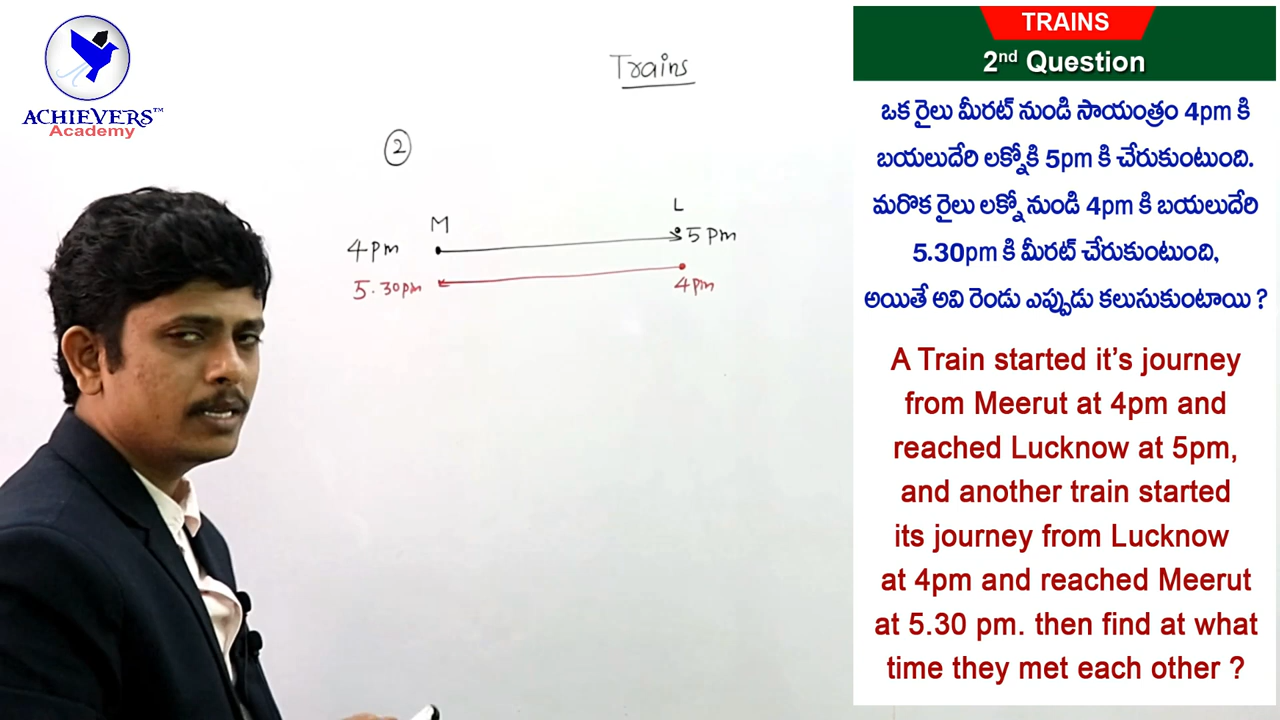 ACHIEVERS™
Academy
Trains
2
M
L
4pm
5pm
5.30pm
4pm
TRAINS
2nd Question
ఒక రైలు మీరట్ నుండి సాయంత్రం 4pm కి
బయలుదేరి లక్నోకి 5pm కి చేరుకుంటుంది.
మరొక రైలు లక్నో నుండి 4pm కి బయలుదేరి
5.30pm కి మీరట్ చేరుకుంటుంది,
అయితే అవి రెండు ఎప్పుడు కలుసుకుంటాయి ?
A Train started it's journey
from Meerut at 4pm and
reached Lucknow at 5pm,
and another train started
its journey from Lucknow
at 4pm and reached Meerut
at 5.30 pm. then find at what
time they met each other ?